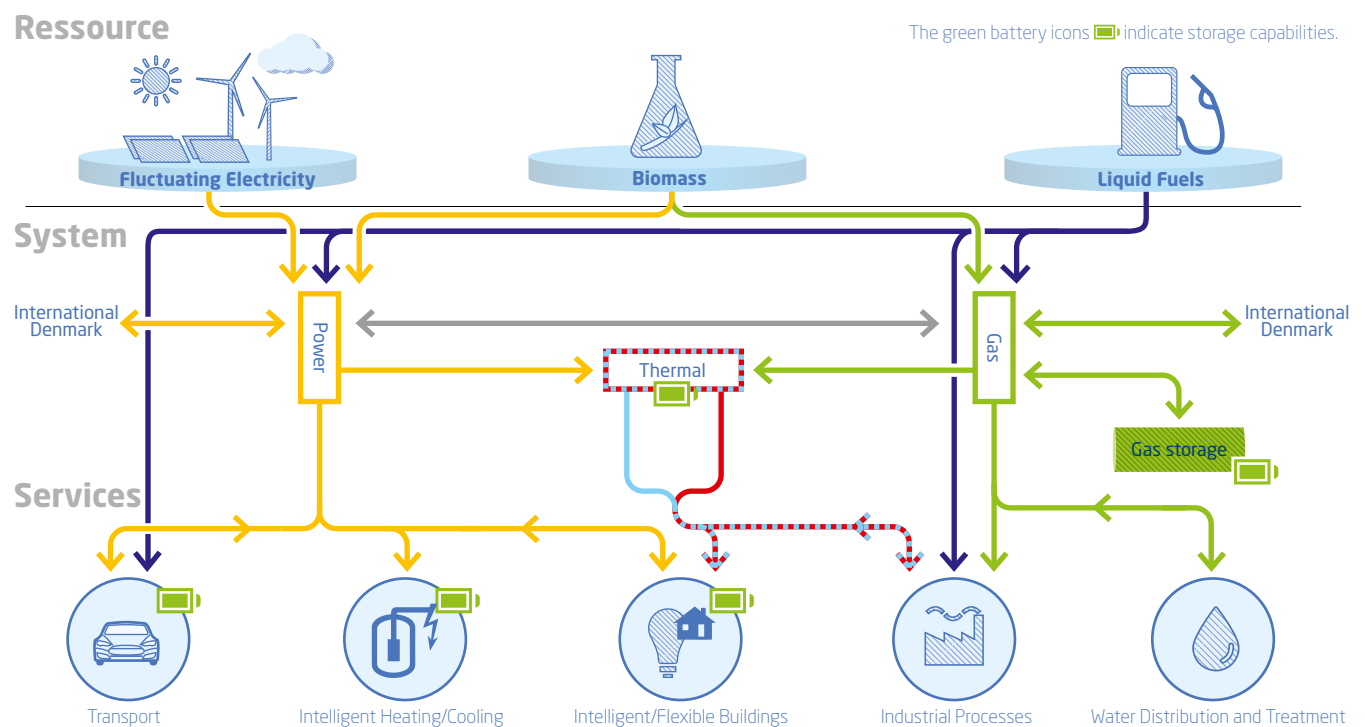 Ressource
The green battery icons indicate storage capabilities.
Fluctuating Electricity
Biomass
Liquid Fuels
System
International
Denmark
Power
Thermal
Gas
International
Denmark
Gas storage
Services
Transport
Intelligent Heating/Cooling
Intelligent/Flexible Buildings
Industrial Processes
Water Distribution and Treatment